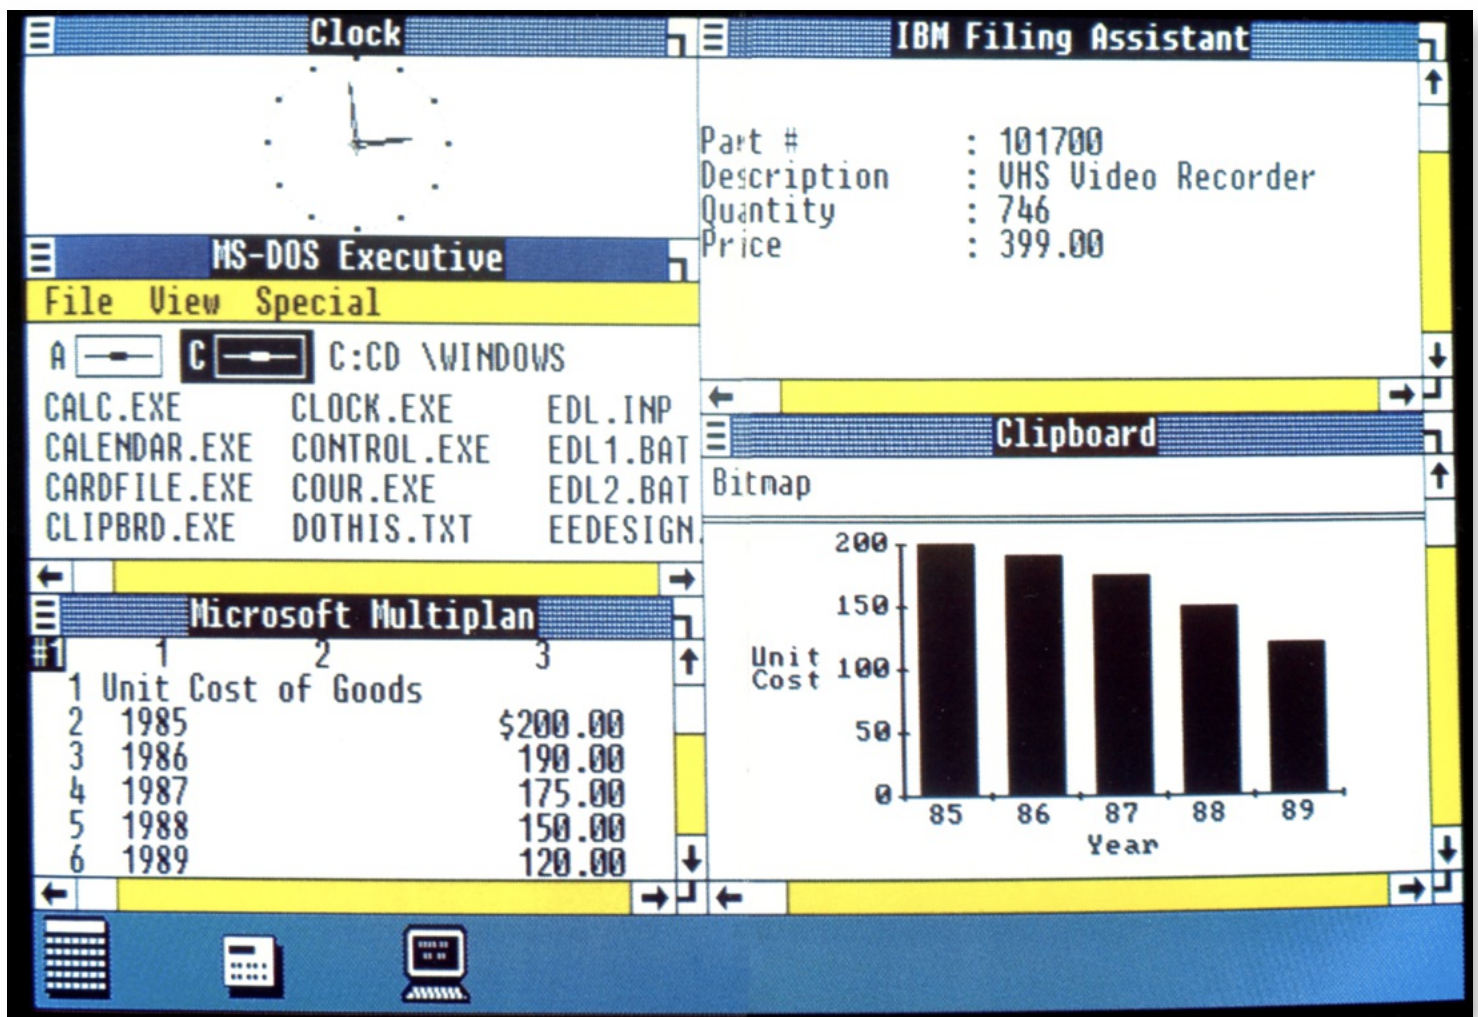 Clock
MS-DOS Executive
File View Special
A C C:CD \WINDOWS
CALC.EXE CLOCK.EXE EDL.INP
CALENDAR.EXE CONTROL.EXE EDL1.BAT
CARDFILE.EXE COUR.EXE EDL2.BAT
CLIPBRD.EXE DOTHIS.TXT EEDESIGN.
Microsoft Multiplan
#1 1 2 3
1 Unit Cost of Goods
2 1985 $200.00
3 1986 190.00
4 1987 175.00
5 1988 150.00
6 1989 120.00
IBM Filing Assistant
Part # : 101700
Description : VHS Video Recorder
Quantity : 746
Price : 399.00
Clipboard
Bitmap
200
150
Unit
Cost
100
50
0
85 86 87 88 89
Year